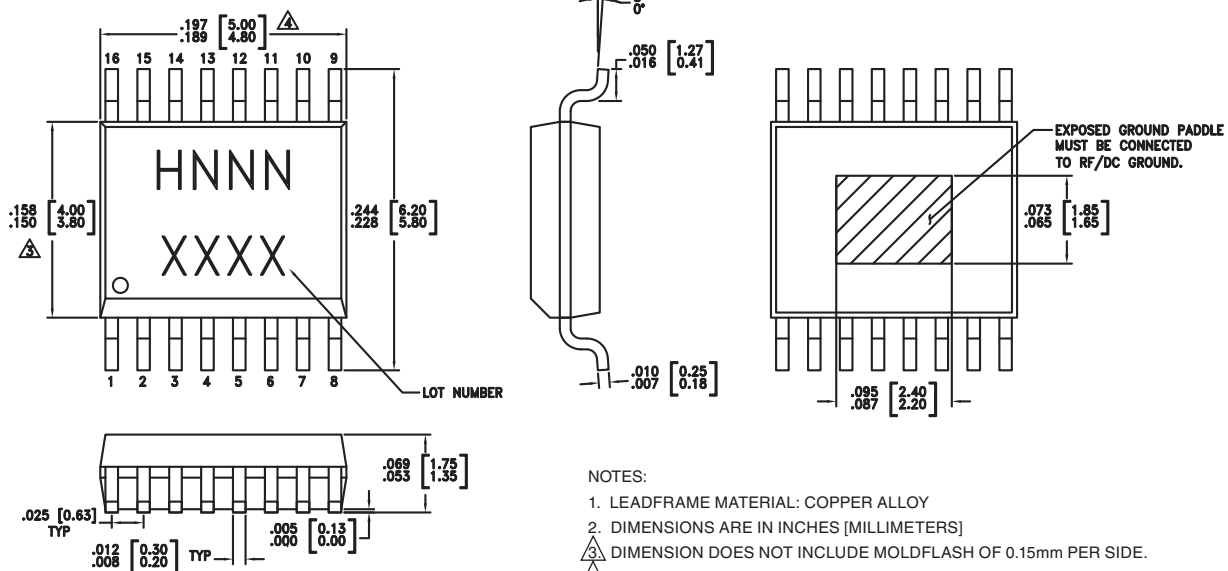 .197 [5.00]
.189 [4.80] 4
16 15 14 13 12 11 10 9
HNNN
XXXX
.158 [4.00]
.150 [3.80]
3
.244 [6.20]
.228 [5.80]
1 2 3 4 5 6 7 8
LOT NUMBER
0°
.050 [1.27]
.016 [0.41]
.010 [0.25]
.007 [0.18]
EXPOSED GROUND PADDLE
MUST BE CONNECTED
TO RF/DC GROUND.
.073 [1.85]
.065 [1.65]
.095 [2.40]
.087 [2.20]
.069 [1.75]
.053 [1.35]
.025 [0.63]
TYP
.012 [0.30]
.008 [0.20] TYP
.005 [0.13]
.000 [0.00]
NOTES:
1. LEADFRAME MATERIAL: COPPER ALLOY
2. DIMENSIONS ARE IN INCHES [MILLIMETERS]
3. DIMENSION DOES NOT INCLUDE MOLDFLASH OF 0.15mm PER SIDE.